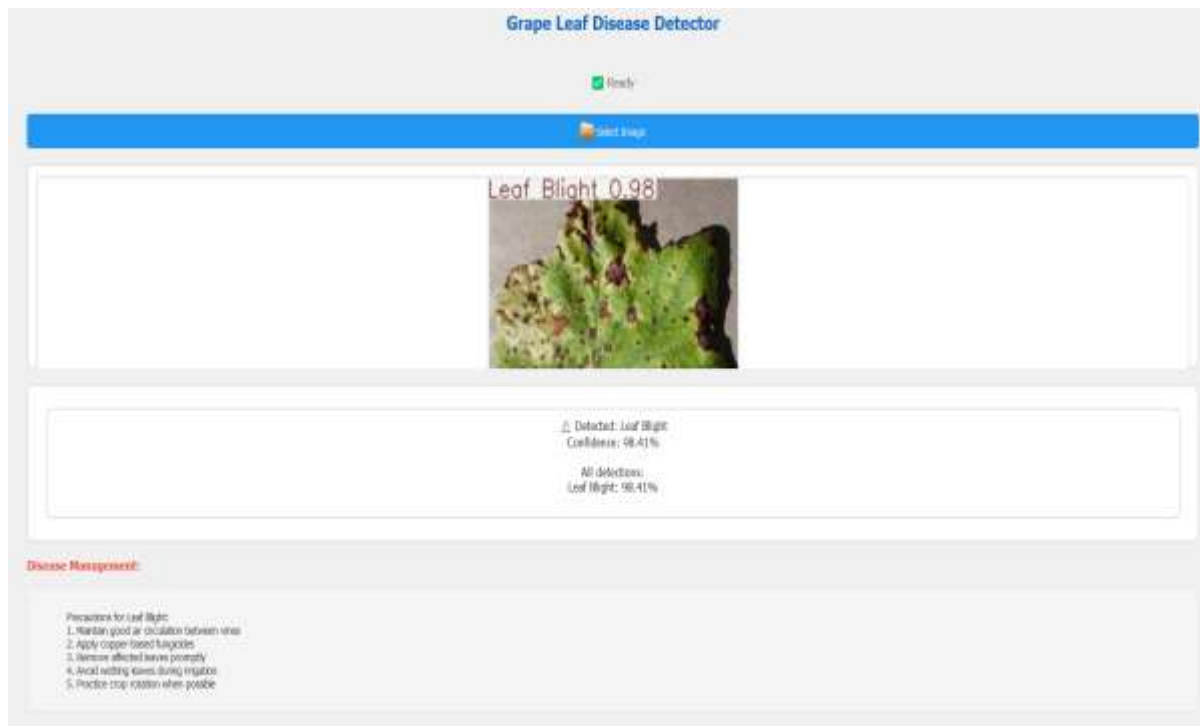 Grape Leaf Disease Detector
Ready
Select Image
Leaf Blight 0.98
⚠ Detected: Leaf Blight
Confidence: 98.41%
All detections:
Leaf Blight: 98.41%
Disease Management:
Precautions for Leaf Blight:
1. Maintain good air circulation between vines
2. Apply copper-based fungicides
3. Remove affected leaves promptly
4. Avoid wetting leaves during irrigation
5. Practice crop rotation when possible